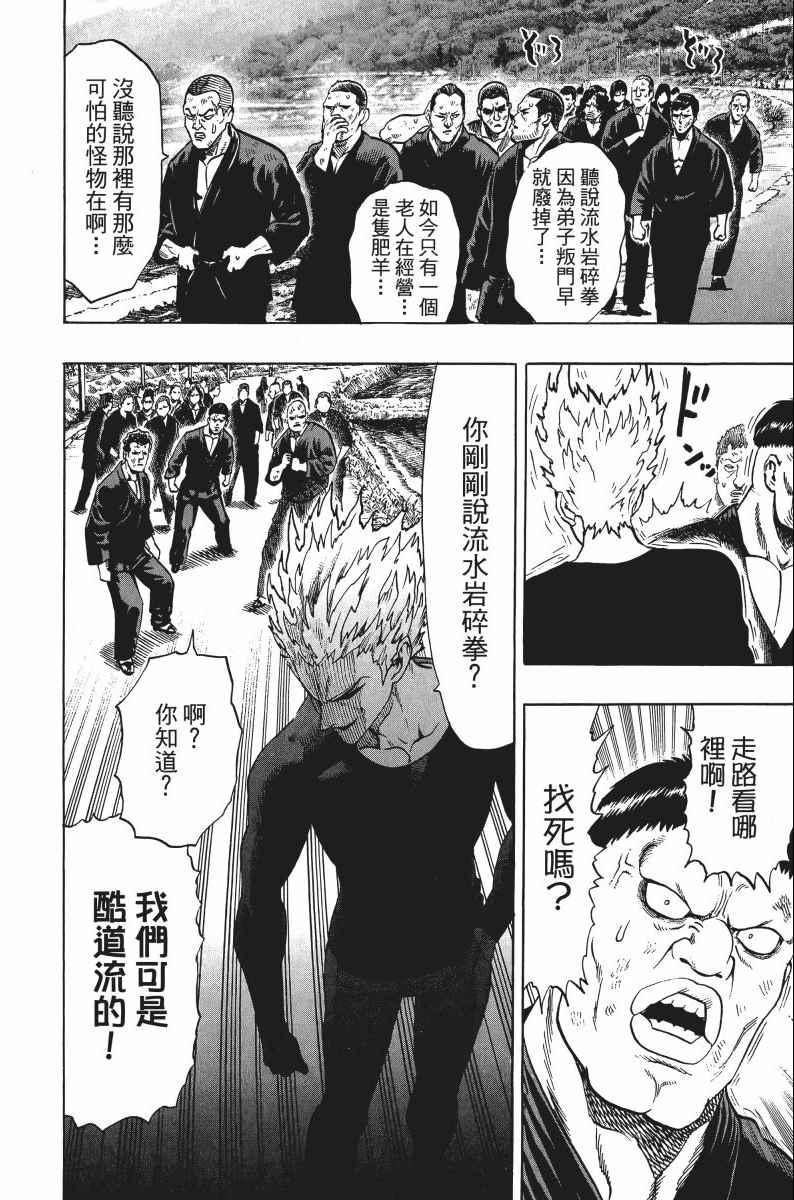 聽說流水岩碎拳
因為弟子叛門早
就廢掉了…
如今只有一個
老人在經營…
是隻肥羊…
沒聽說那裡有那麼
可怕的怪物在啊…
ゾロ
ゾロ
ドン
走路看哪
裡啊！
找死嗎？
你剛剛說流水岩碎拳？
啊？
你知道？
我們可是
酷道流的！